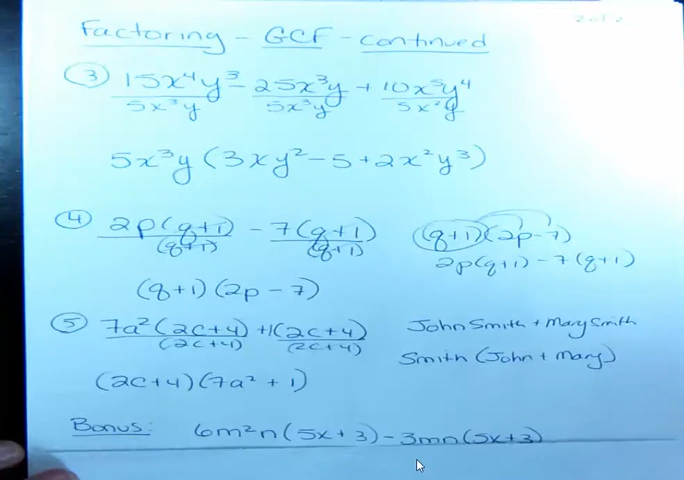 Factoring - GCF - continued
2 of 2
③ 15x⁴y³ - 25x³y + 10x⁵y⁴
5x³y 5x³y 5x³y
5x³y (3xy² - 5 + 2x²y³)
④ 2p(q+1) - 7(q+1)
(q+1) (q+1)
(q+1)(2p-7)
2p(q+1) - 7(q+1)
(q+1)(2p - 7)
⑤ 7a²(2c+4) + 1(2c+4)
(2c+4) (2c+4)
John Smith + Mary Smith
Smith (John + Mary)
(2c+4)(7a² + 1)
Bonus: 6m²n(5x+3) - 3mn(5x+3)